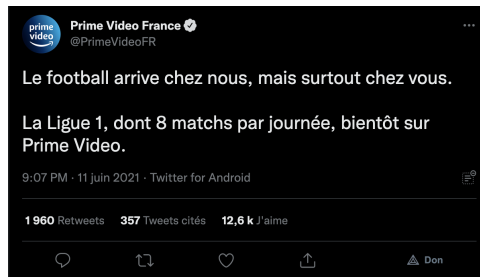 prime
video
Prime Video France
@PrimeVideoFR
...
Le football arrive chez nous, mais surtout chez vous.
La Ligue 1, dont 8 matchs par journée, bientôt sur
Prime Video.
9:07 PM · 11 juin 2021 · Twitter for Android
1 960 Retweets 357 Tweets cités 12,6 k J'aime
Don